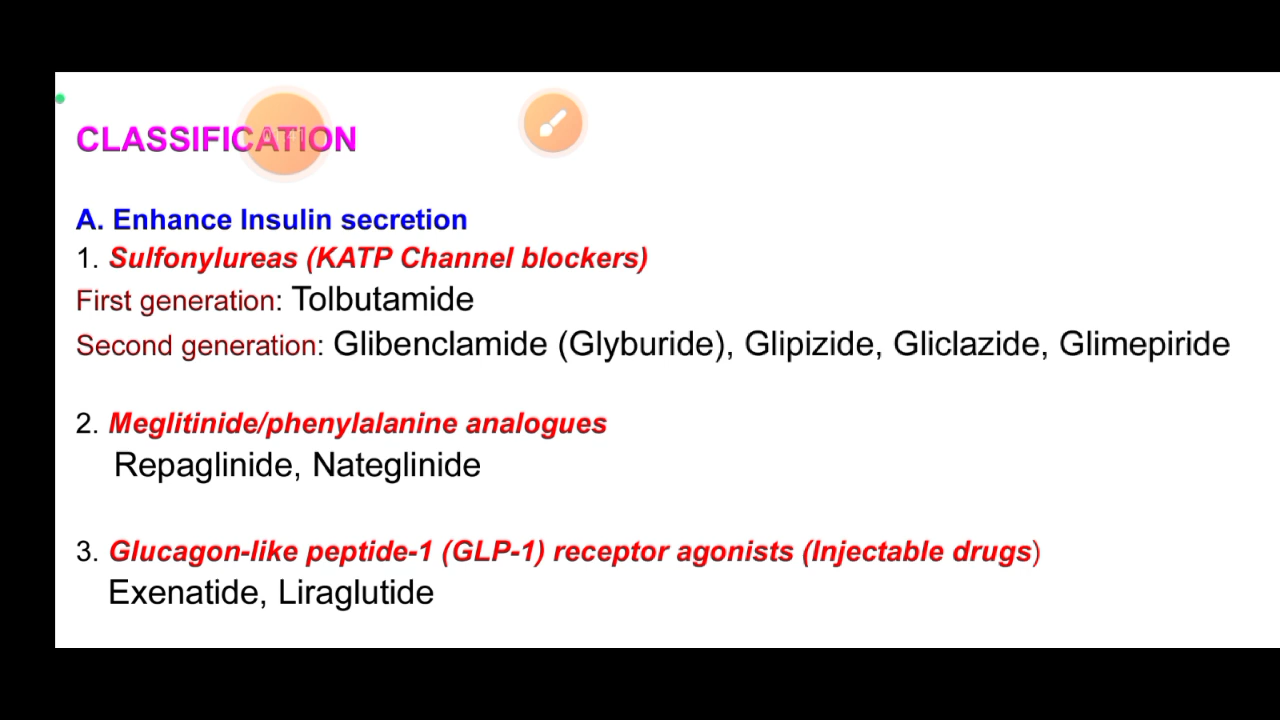 CLASSIFICATION
A. Enhance Insulin secretion
1. Sulfonylureas (KATP Channel blockers)
First generation: Tolbutamide
Second generation: Glibenclamide (Glyburide), Glipizide, Gliclazide, Glimepiride
2. Meglitinide/phenylalanine analogues
Repaglinide, Nateglinide
3. Glucagon-like peptide-1 (GLP-1) receptor agonists (Injectable drugs)
Exenatide, Liraglutide